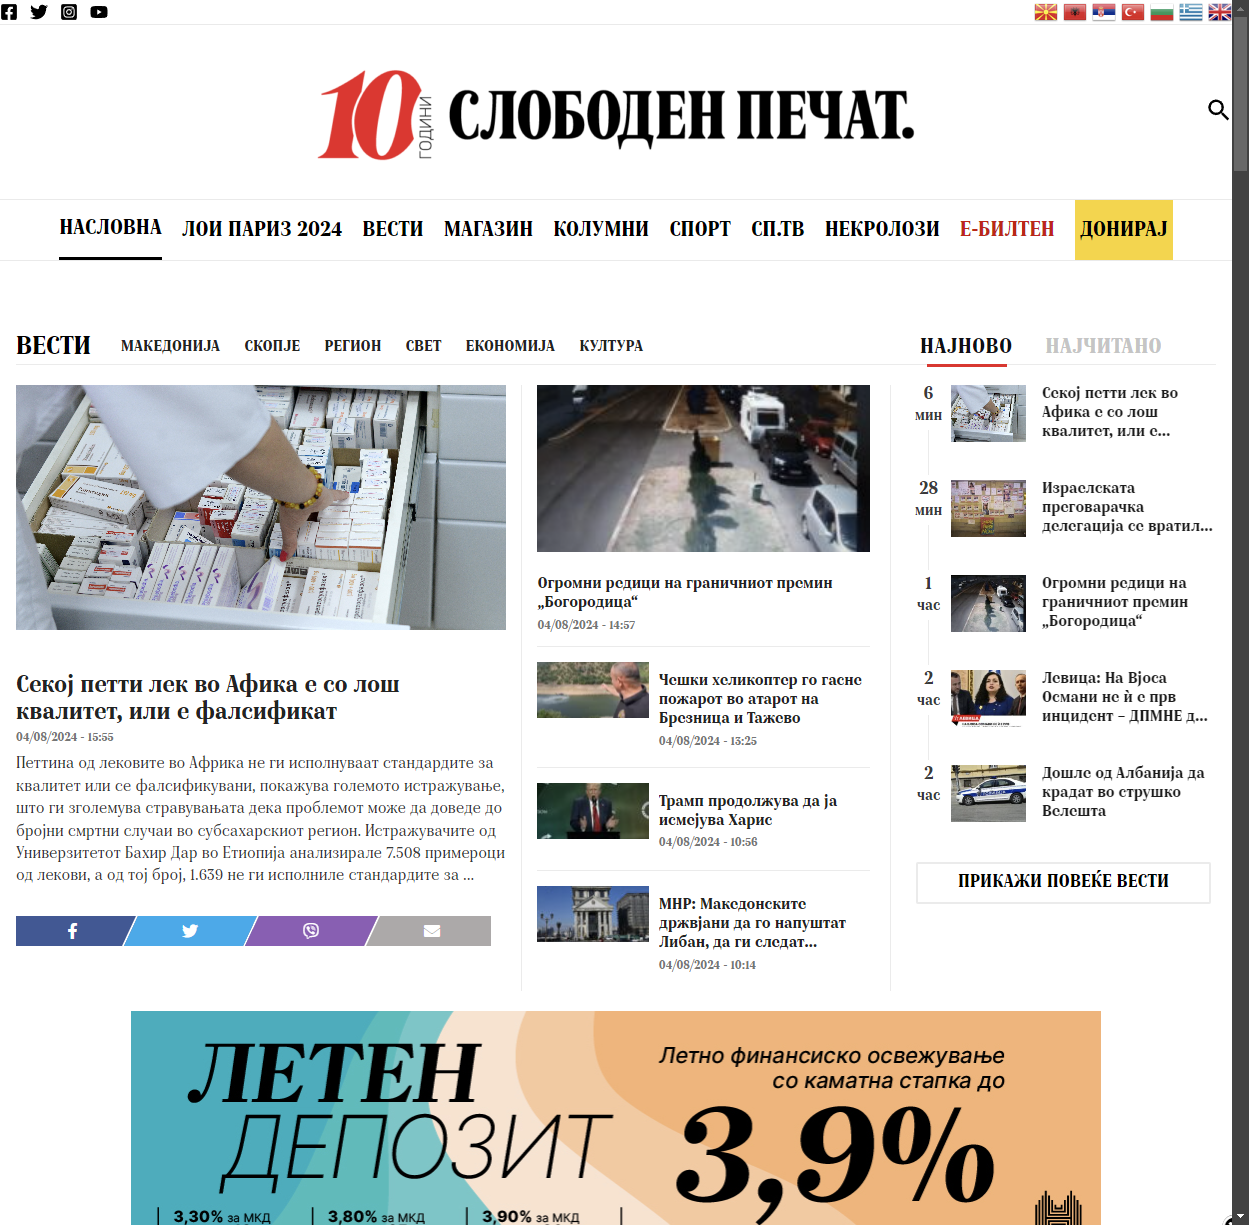 10 ГОДИНИ СЛОБОДЕН ПЕЧАТ.
НАСЛОВНА ЛОИ ПАРИЗ 2024 ВЕСТИ МАГАЗИН КОЛУМНИ СПОРТ СП.ТВ НЕКРОЛОЗИ Е-БИЛТЕН ДОНИРАЈ
ВЕСТИ МАКЕДОНИЈА СКОПЈЕ РЕГИОН СВЕТ ЕКОНОМИЈА КУЛТУРА
Секој петти лек во Афика е со лош
квалитет, или е фалсификат
04/08/2024 - 15:55
Петтина од лековите во Африка не ги исполнуваат стандардите за
квалитет или се фалсификувани, покажува големото истражување,
што ги зголемува стравувањата дека проблемот може да доведе до
бројни смртни случаи во субсахарскиот регион. Истражувачите од
Универзитетот Бахир Дар во Етиопија анализирале 7.508 примероци
од лекови, а од тој број, 1.639 не ги исполниле стандардите за ...
Огромни редици на граничниот премин
„Богородица“
04/08/2024 - 14:57
Чешки хеликоптер го гасне
пожарот во атарот на
Брезница и Тажево
04/08/2024 - 13:25
Трамп продолжува да ја
исмејува Харис
04/08/2024 - 10:56
МНР: Македонските
државјани да го напуштат
Либан, да ги следат...
04/08/2024 - 10:14
НАЈНОВО НАЈЧИТАНО
6
мин
Секој петти лек во
Афика е со лош
квалитет, или е...
28
мин
Израелската
преговарачка
делегација се вратил...
1
час
Огромни редици на
граничниот премин
„Богородица“
2
час
Левица: На Вјоса
Османи не ѝ е прв
инцидент – ДПМНЕ д...
2
час
Дошле од Албанија да
крадат во струшко
Велешта
ПРИКАЖИ ПОВЕЌЕ ВЕСТИ
ЛЕТЕН
ДЕПОЗИТ
Летно финансиско освежување
со каматна стапка до
3,9%
3,30% за МКД 3,80% за МКД 3,90% за МКД